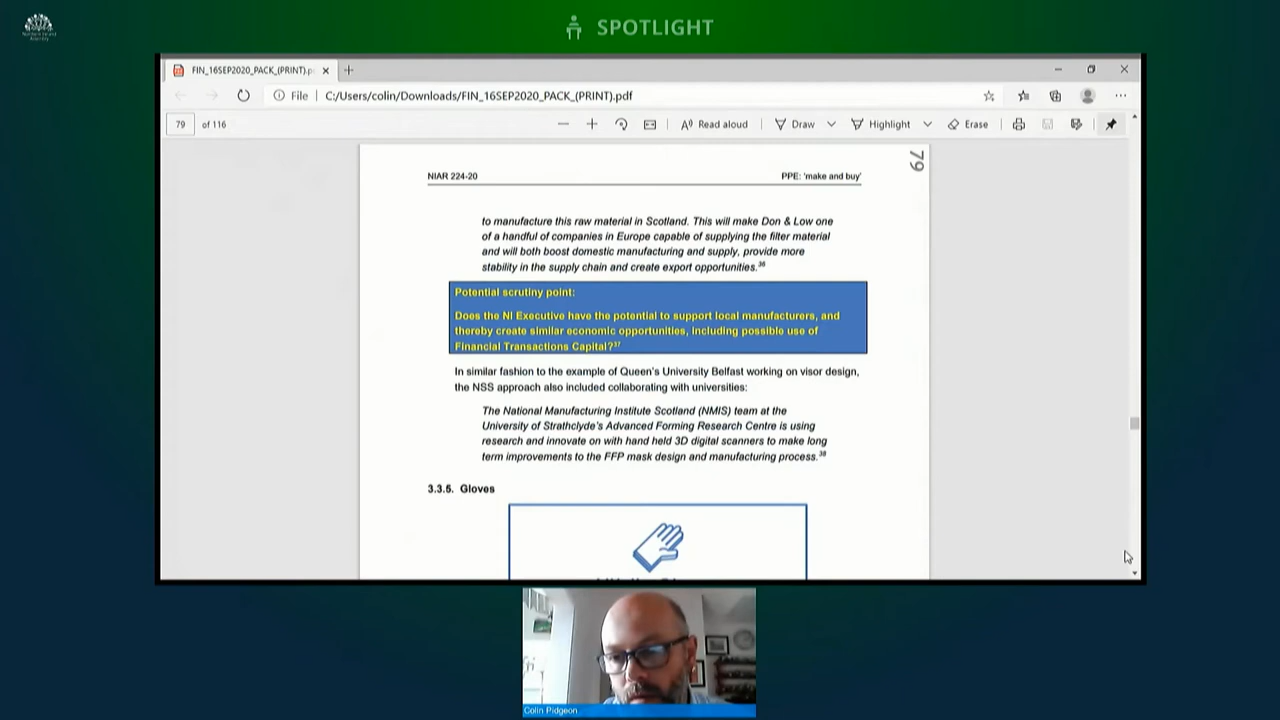 SPOTLIGHT
Northern Ireland
Assembly
FIN_16SEP2020_PACK_(PRINT).p
File | C:/Users/colin/Downloads/FIN_16SEP2020_PACK_(PRINT).pdf
79 of 116
Read aloud
Draw
Highlight
Erase
79
NIAR 224-20 PPE: 'make and buy'
to manufacture this raw material in Scotland. This will make Don & Low one
of a handful of companies in Europe capable of supplying the filter material
and will both boost domestic manufacturing and supply, provide more
stability in the supply chain and create export opportunities.36
Potential scrutiny point:
Does the NI Executive have the potential to support local manufacturers, and
thereby create similar economic opportunities, including possible use of
Financial Transactions Capital?37
In similar fashion to the example of Queen's University Belfast working on visor design,
the NSS approach also included collaborating with universities:
The National Manufacturing Institute Scotland (NMIS) team at the
University of Strathclyde's Advanced Forming Research Centre is using
research and innovate on with hand held 3D digital scanners to make long
term improvements to the FFP mask design and manufacturing process.38
3.3.5. Gloves
Colin Pidgeon